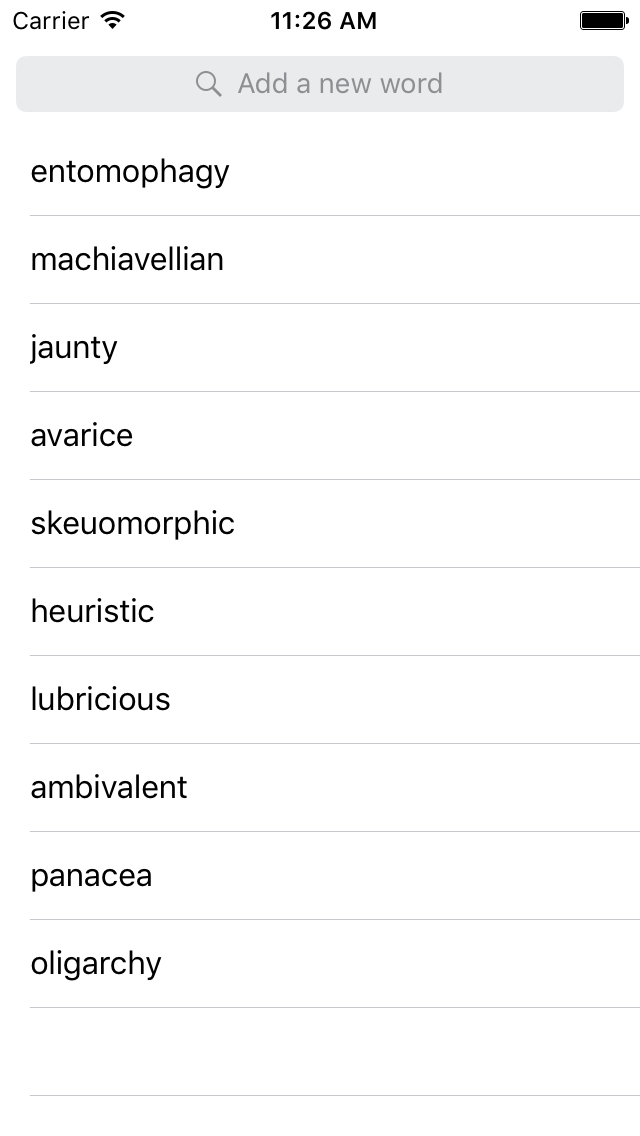 Carrier 11:26 AM
Add a new word
entomophagy
machiavellian
jaunty
avarice
skeuomorphic
heuristic
lubricious
ambivalent
panacea
oligarchy